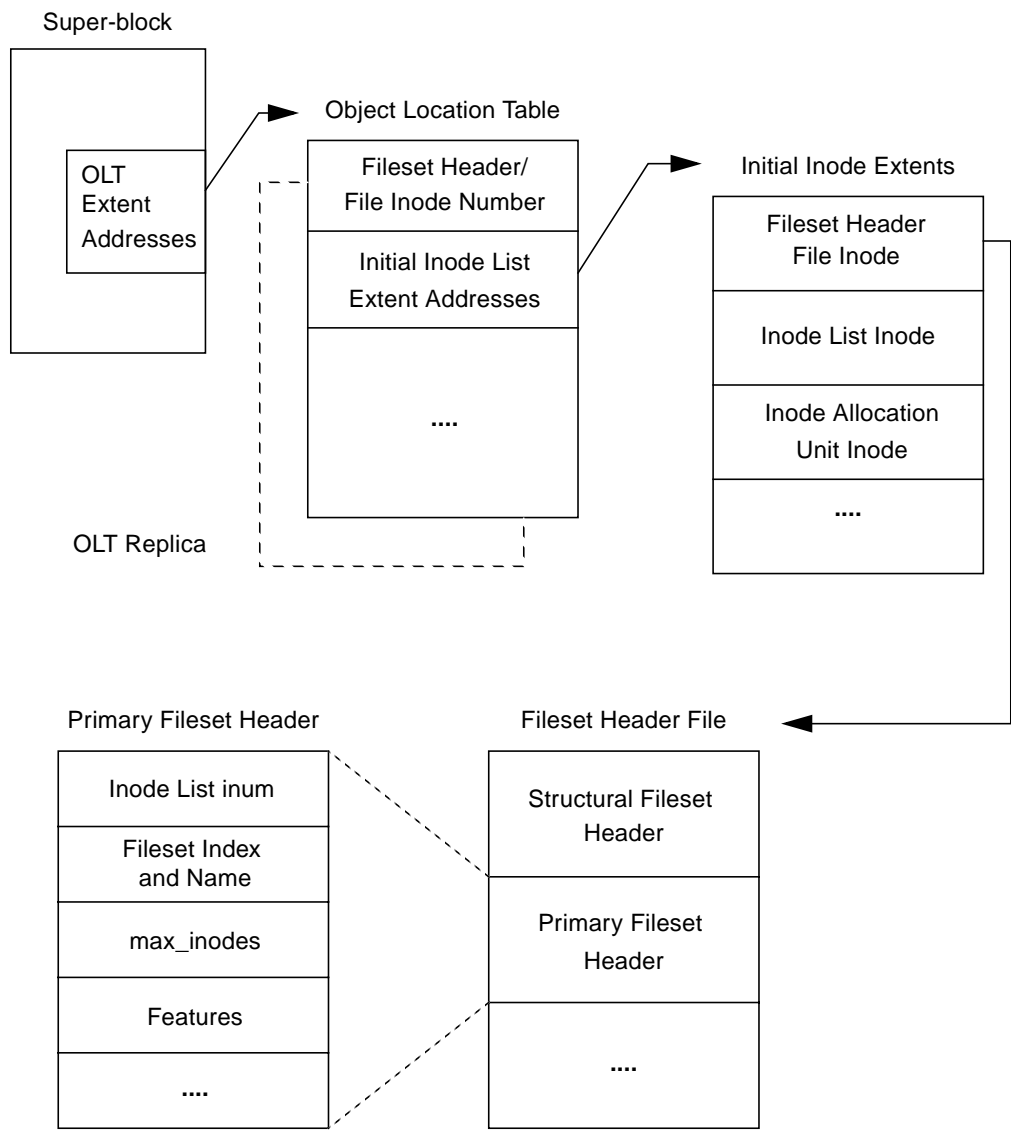 Super-block
OLT
Extent
Addresses
Object Location Table
Fileset Header/
File Inode Number
Initial Inode List
Extent Addresses
....
OLT Replica
Initial Inode Extents
Fileset Header
File Inode
Inode List Inode
Inode Allocation
Unit Inode
....
Primary Fileset Header
Inode List inum
Fileset Index
and Name
max_inodes
Features
....
Fileset Header File
Structural Fileset
Header
Primary Fileset
Header
....